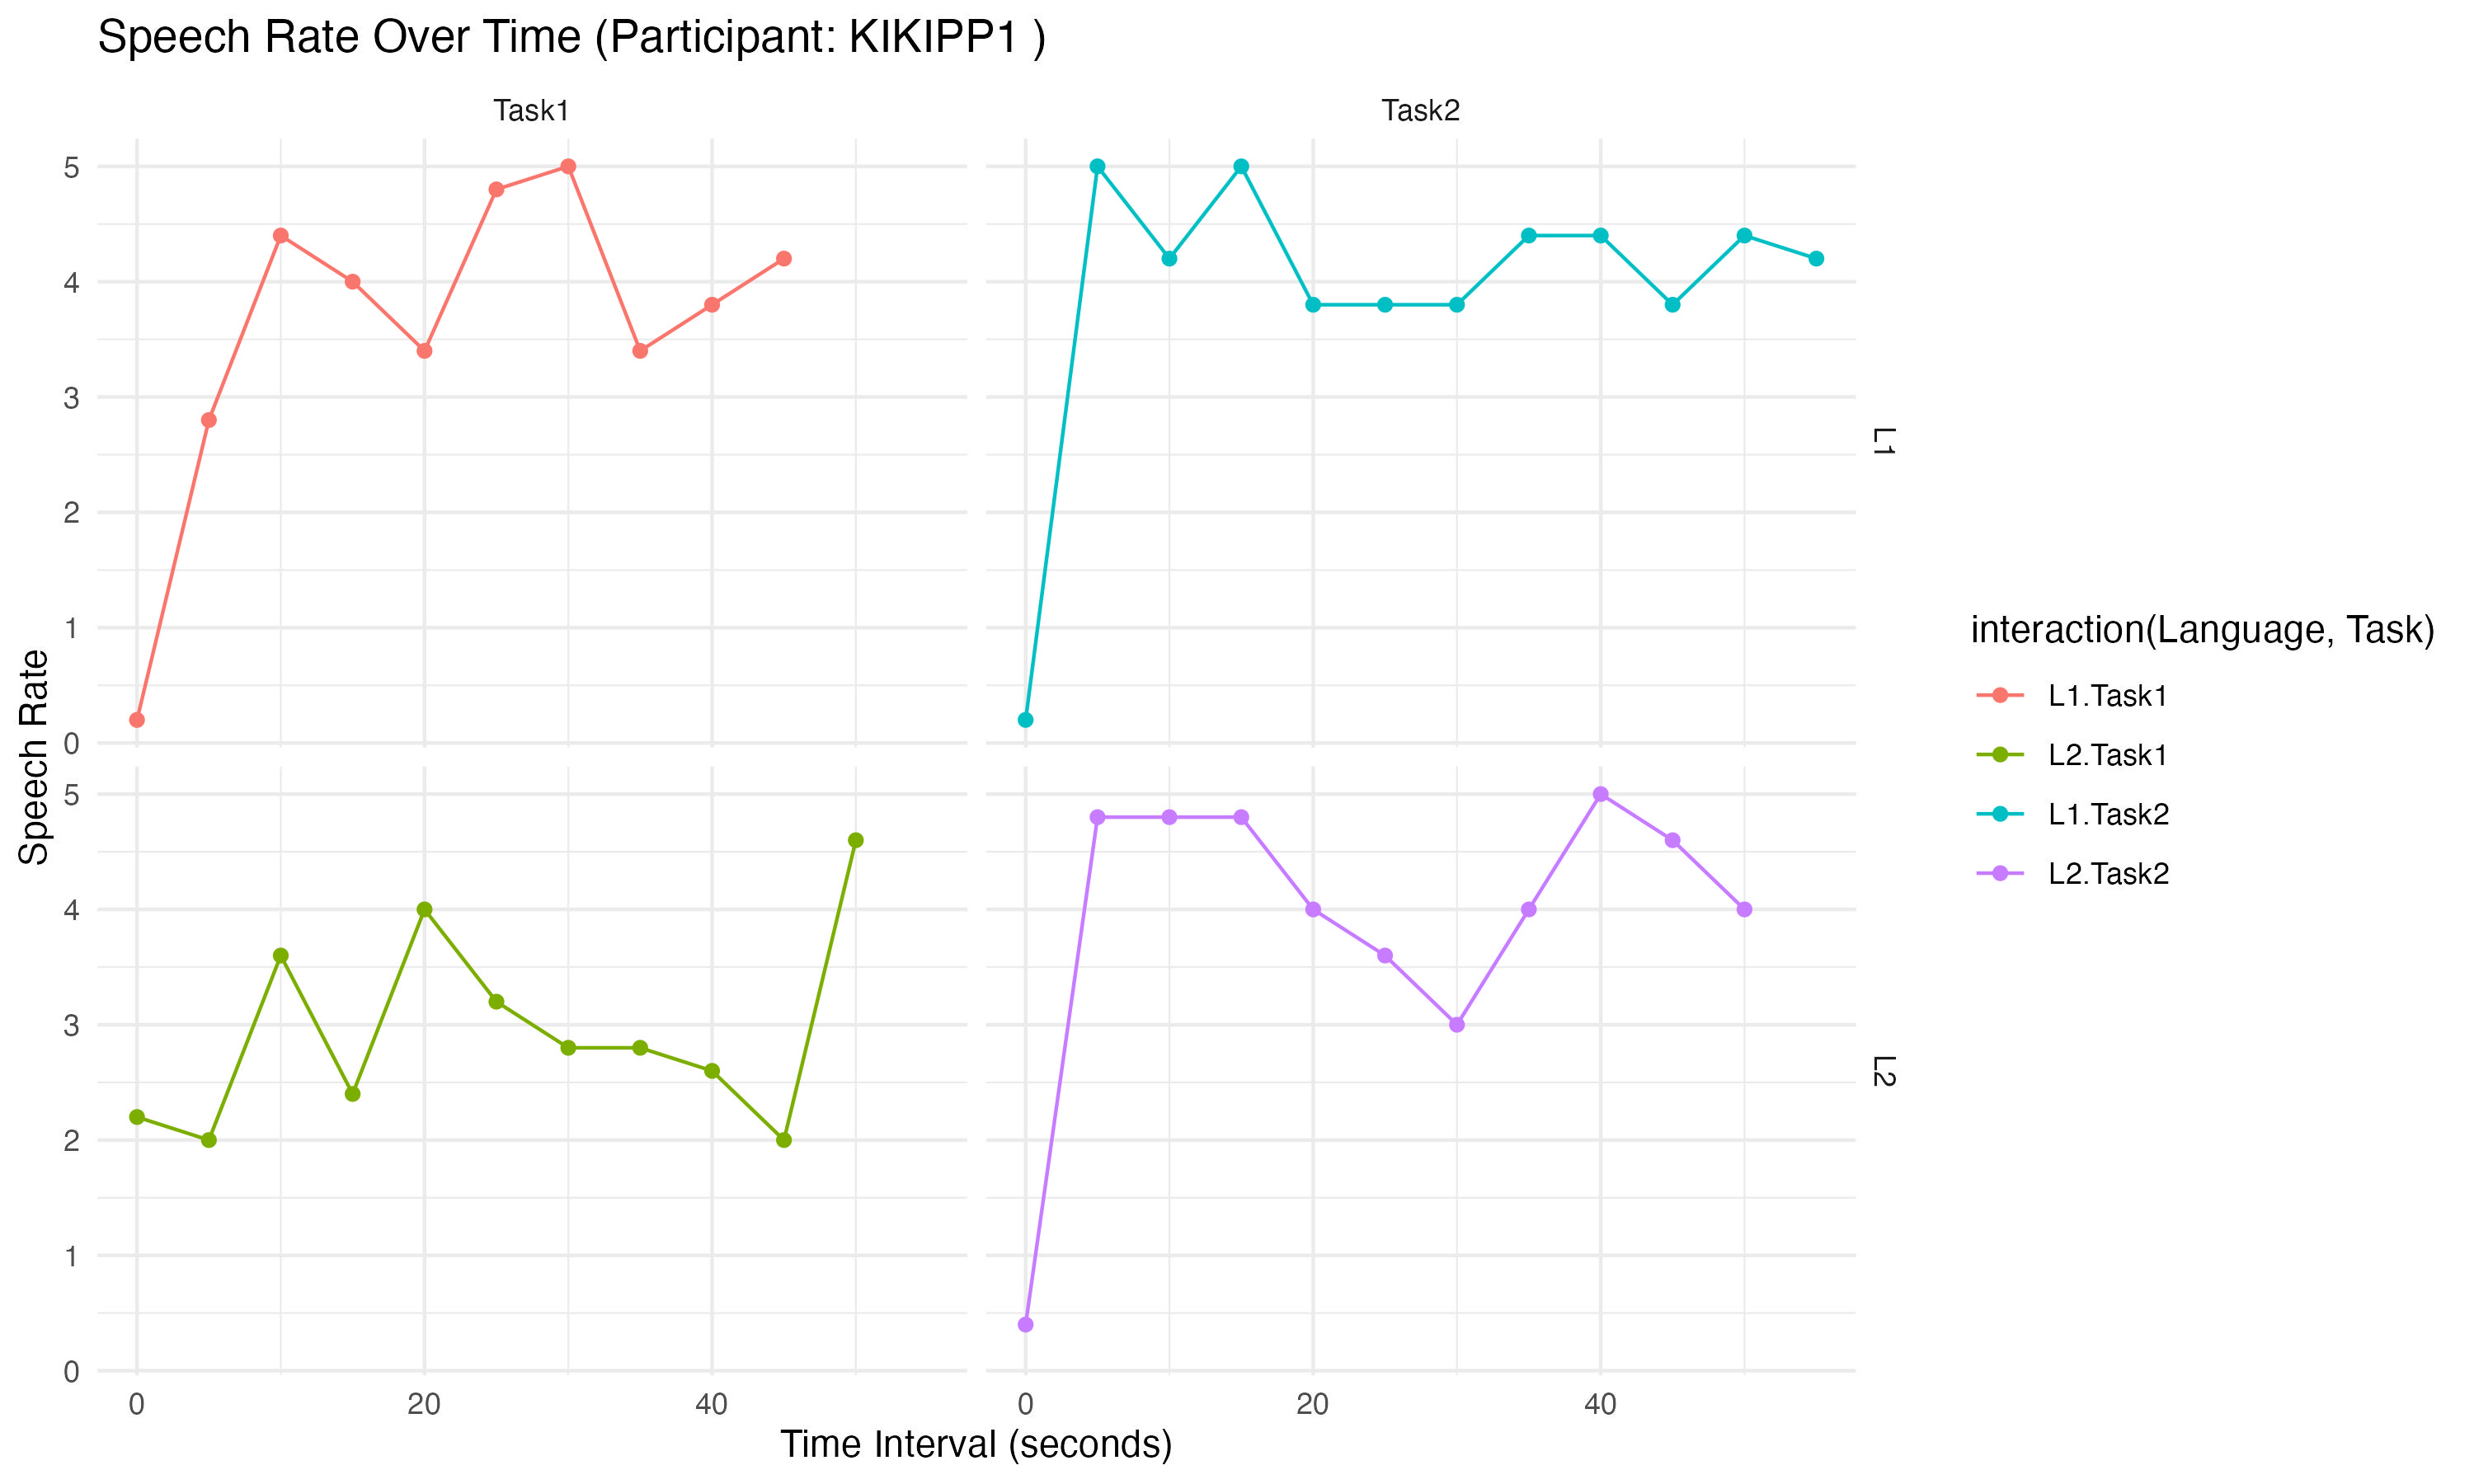 Speech Rate Over Time (Participant: KIKIPP1 )
Task1
Task2
5
4
3
2
1
0
L1
Speech Rate
5
4
3
2
1
0
L2
0
20
40
0
20
40
Time Interval (seconds)
interaction(Language, Task)
L1.Task1
L2.Task1
L1.Task2
L2.Task2